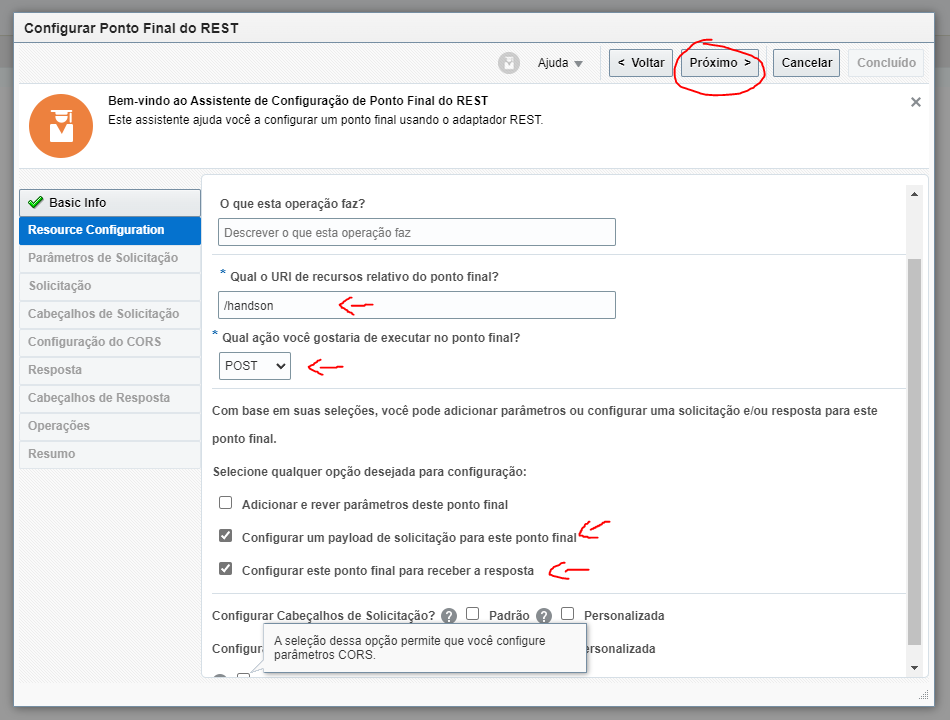 Configurar Ponto Final do REST
Ajuda
< Voltar
Próximo >
Cancelar
Concluído
Bem-vindo ao Assistente de Configuração de Ponto Final do REST
Este assistente ajuda você a configurar um ponto final usando o adaptador REST.
Basic Info
Resource Configuration
Parâmetros de Solicitação
Solicitação
Cabeçalhos de Solicitação
Configuração do CORS
Resposta
Cabeçalhos de Resposta
Operações
Resumo
O que esta operação faz?
Descrever o que esta operação faz
* Qual o URI de recursos relativo do ponto final?
/handson
* Qual ação você gostaria de executar no ponto final?
POST
Com base em suas seleções, você pode adicionar parâmetros ou configurar uma solicitação e/ou resposta para este
ponto final.
Selecione qualquer opção desejada para configuração:
Adicionar e rever parâmetros deste ponto final
Configurar um payload de solicitação para este ponto final
Configurar este ponto final para receber a resposta
Configurar Cabeçalhos de Solicitação? ? Padrão ? Personalizada
A seleção dessa opção permite que você configure
parâmetros CORS.